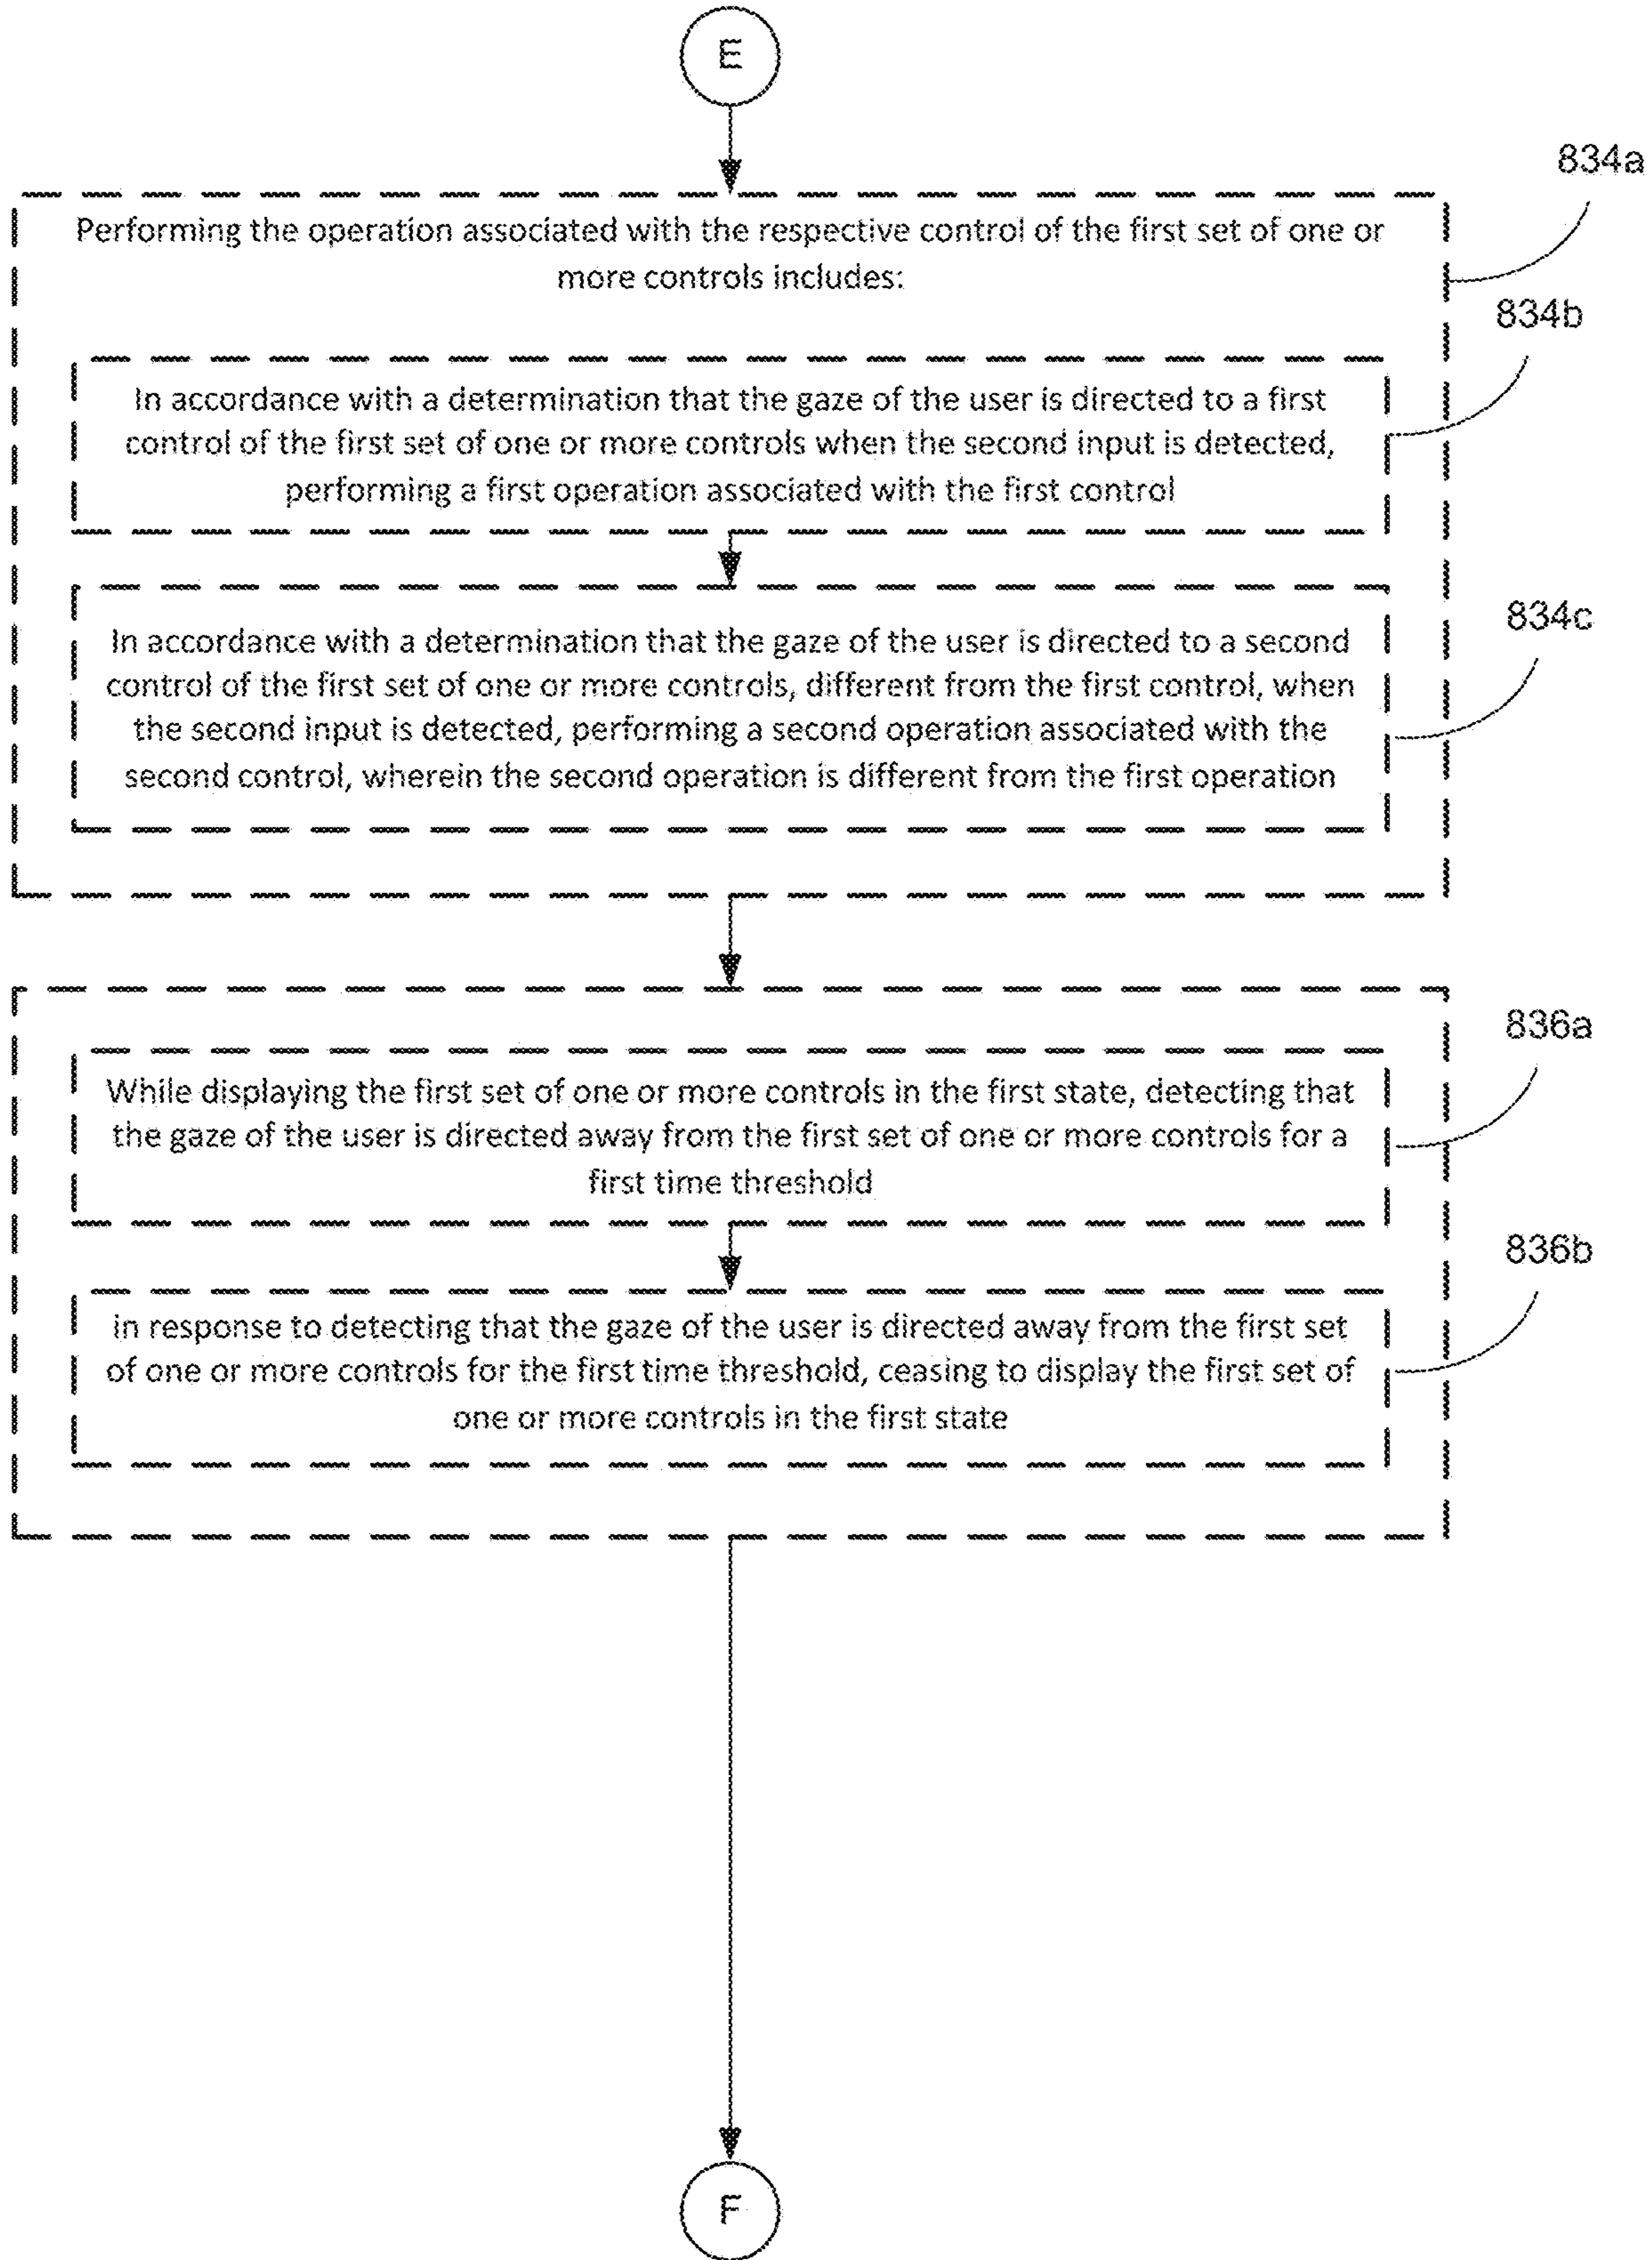 E
834a
Performing the operation associated with the respective control of the first set of one or
more controls includes:
834b
In accordance with a determination that the gaze of the user is directed to a first
control of the first set of one or more controls when the second input is detected,
performing a first operation associated with the first control
834c
In accordance with a determination that the gaze of the user is directed to a second
control of the first set of one or more controls, different from the first control, when
the second input is detected, performing a second operation associated with the
second control, wherein the second operation is different from the first operation
836a
While displaying the first set of one or more controls in the first state, detecting that
the gaze of the user is directed away from the first set of one or more controls for a
first time threshold
836b
in response to detecting that the gaze of the user is directed away from the first set
of one or more controls for the first time threshold, ceasing to display the first set of
one or more controls in the first state
F